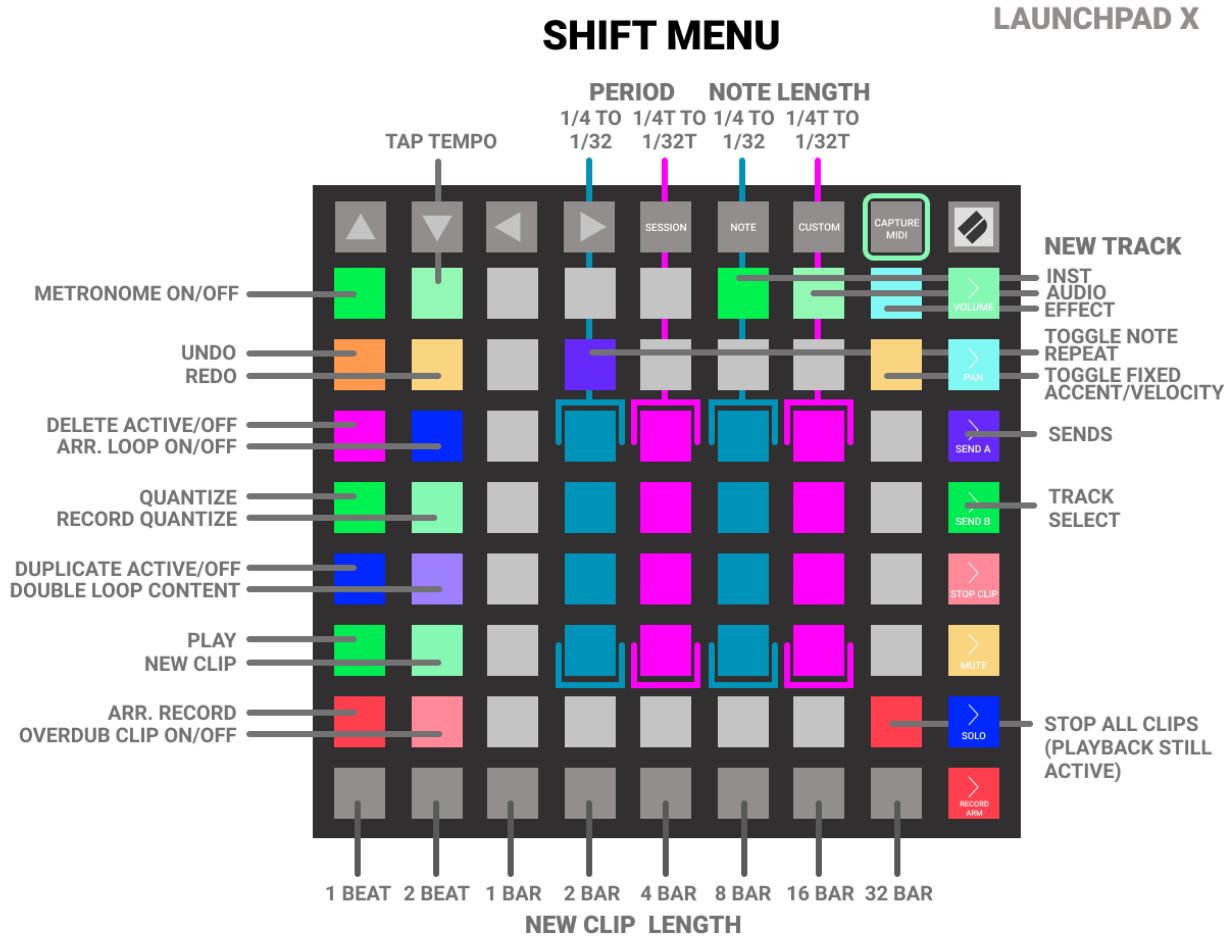 LAUNCHPAD X
SHIFT MENU
PERIOD
NOTE LENGTH
1/4 TO
1/32
1/4T TO
1/32T
1/4 TO
1/32
1/4T TO
1/32T
TAP TEMPO
SESSION
NOTE
CUSTOM
CAPTURE
MIDI
NEW TRACK
INST
AUDIO
EFFECT
METRONOME ON/OFF
VOLUME
UNDO
REDO
TOGGLE NOTE
REPEAT
TOGGLE FIXED
ACCENT/VELOCITY
PAN
DELETE ACTIVE/OFF
ARR. LOOP ON/OFF
SEND A
SENDS
QUANTIZE
RECORD QUANTIZE
SEND B
TRACK
SELECT
DUPLICATE ACTIVE/OFF
DOUBLE LOOP CONTENT
STOP CLIP
PLAY
NEW CLIP
MUTE
ARR. RECORD
OVERDUB CLIP ON/OFF
SOLO
STOP ALL CLIPS
(PLAYBACK STILL
ACTIVE)
RECORD
ARM
1 BEAT
2 BEAT
1 BAR
2 BAR
4 BAR
8 BAR
16 BAR
32 BAR
NEW CLIP LENGTH